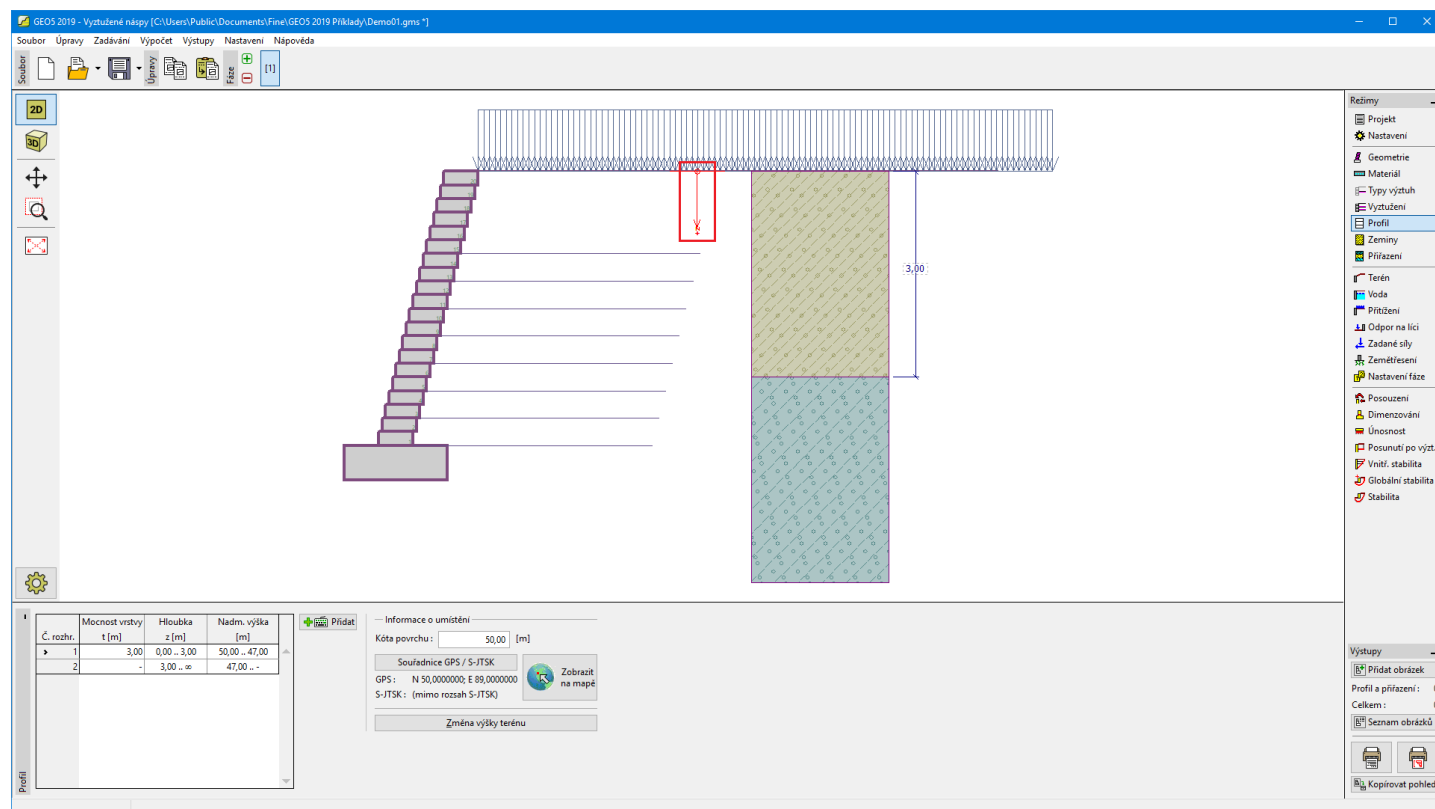 GEO5 2019 - Vyztužené náspy [C:\Users\Public\Documents\Fine\GEO5 2019 Příklady\Demo01.gms *]
Soubor Úpravy Zadávání Výpočet Výstupy Nastavení Nápověda
Soubor
Úpravy
Fáze
[1]
2D
3D
3,00
Režimy
Projekt
Nastavení
Geometrie
Materiál
Typy výztuh
Vyztužení
Profil
Zeminy
Přiřazení
Terén
Voda
Přitížení
Odpor na líci
Zadané síly
Zemětřesení
Nastavení fáze
Posouzení
Dimenzování
Únosnost
Posunutí po výzt.
Vnitř. stabilita
Globální stabilita
Stabilita
Profil
Č. rozhr. Mocnost vrstvy t [m] Hloubka z [m] Nadm. výška [m]
1 3,00 0,00 .. 3,00 50,00 .. 47,00
2 - 3,00 .. ∞ 47,00 .. -
Přidat
Informace o umístění
Kóta povrchu : 50,00 [m]
Souřadnice GPS / S-JTSK
GPS : N 50,0000000; E 89,0000000
S-JTSK : (mimo rozsah S-JTSK)
Zobrazit
na mapě
Změna výšky terénu
Výstupy
Přidat obrázek
Profil a přiřazení :
Celkem :
Seznam obrázků
Kopírovat pohled